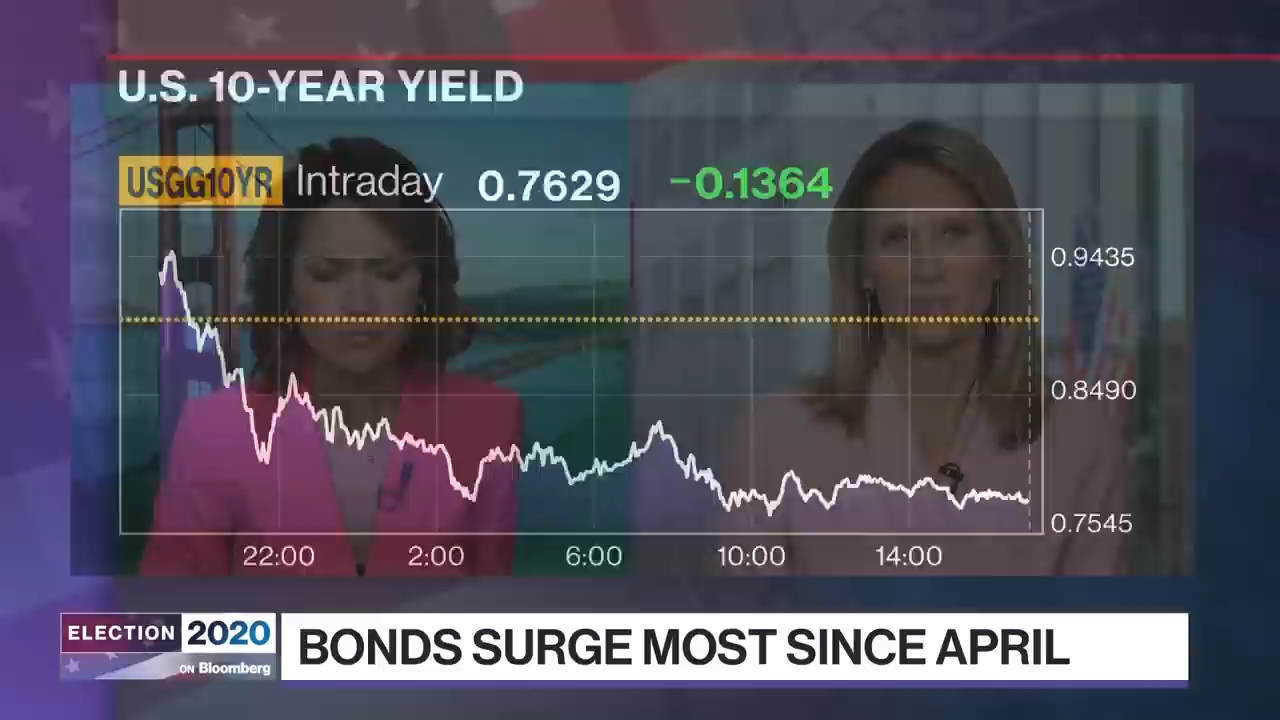 U.S. 10-YEAR YIELD
USGG10YR Intraday 0.7629 -0.1364
0.9435
0.8490
0.7545
22:00 2:00 6:00 10:00 14:00
ELECTION 2020
ON Bloomberg
BONDS SURGE MOST SINCE APRIL